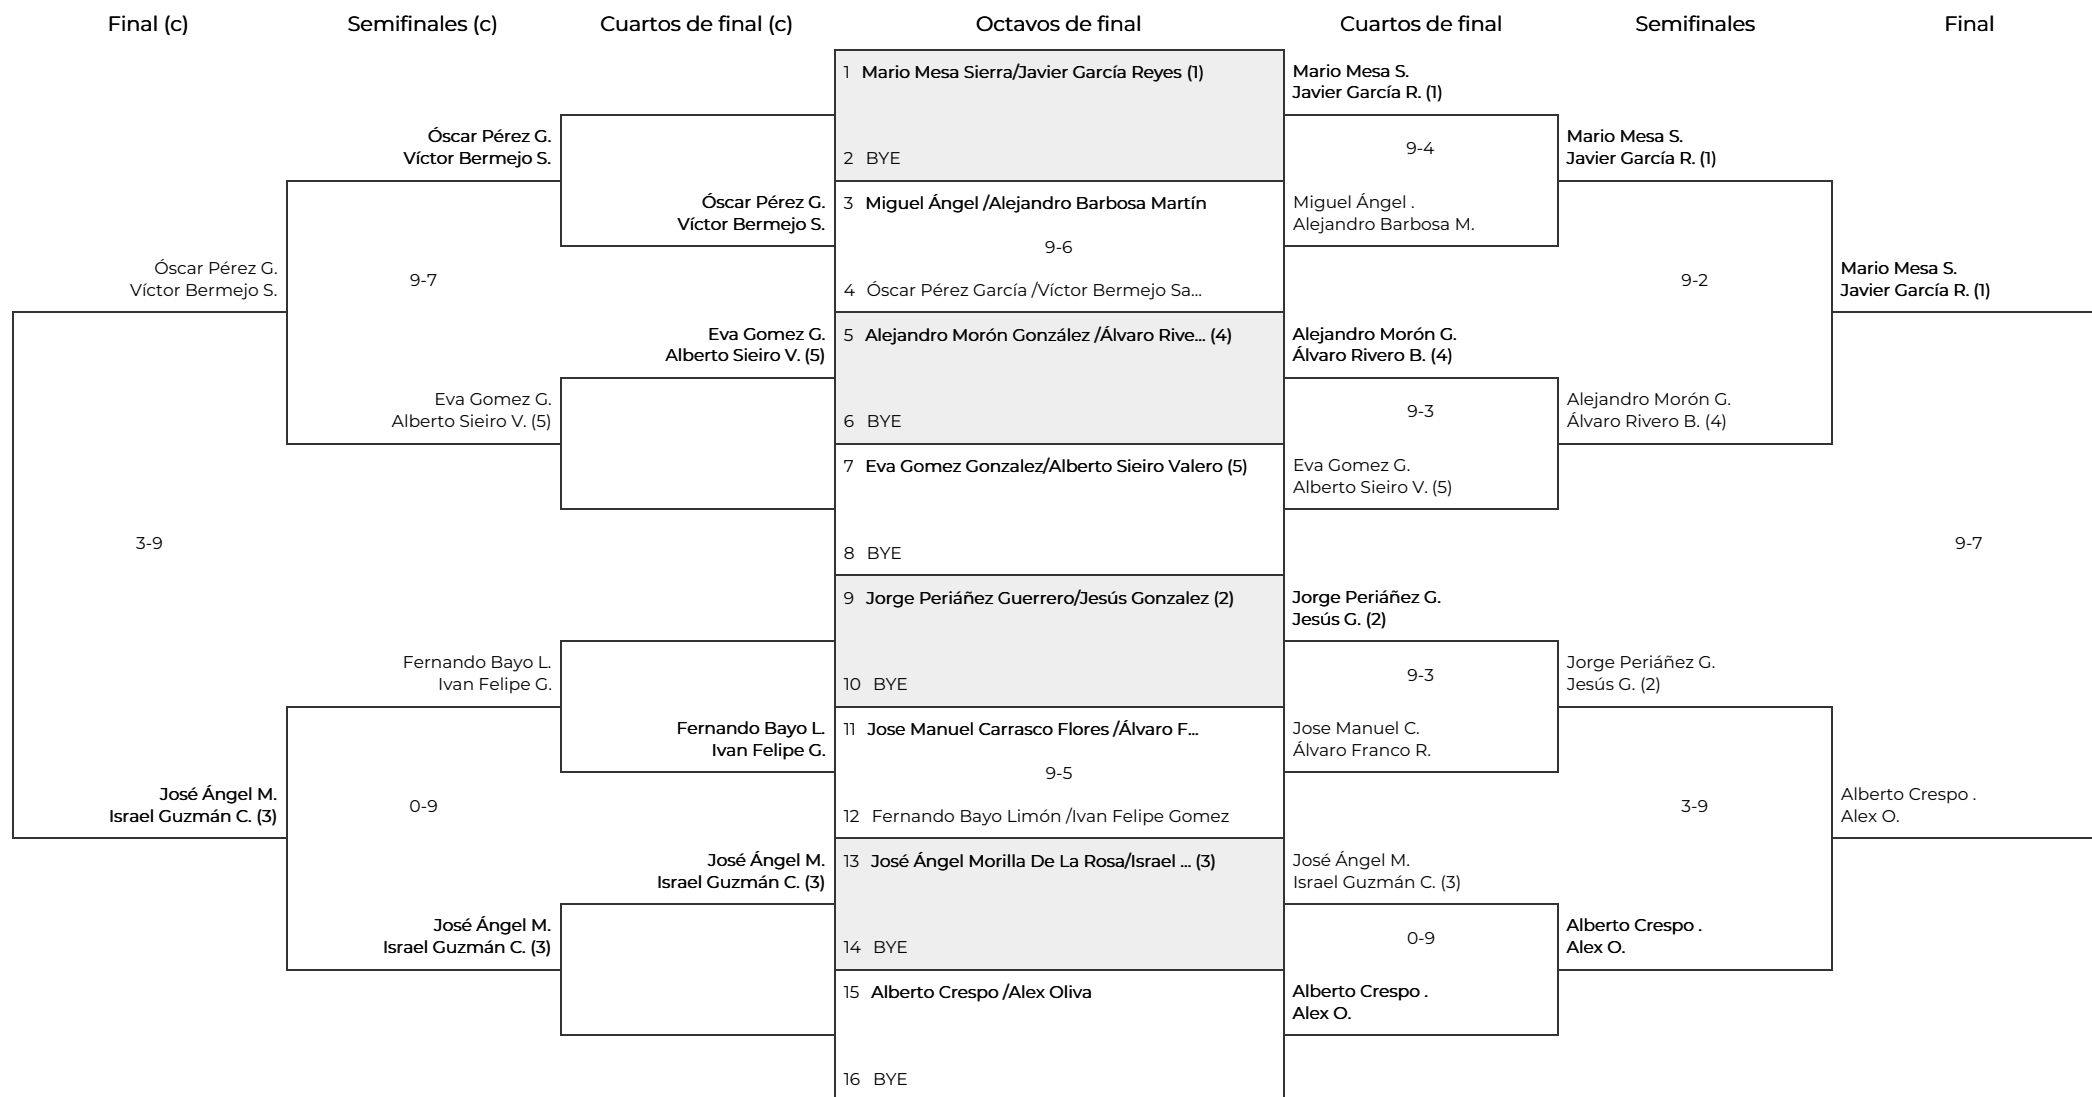 Final (c)
Semifinales (c)
Cuartos de final (c)
Octavos de final
Cuartos de final
Semifinales
Final
Óscar Pérez G.
Víctor Bermejo S.
3-9
José Ángel M.
Israel Guzmán C. (3)
Óscar Pérez G.
Víctor Bermejo S.
9-7
Eva Gomez G.
Alberto Sieiro V. (5)
Fernando Bayo L.
Ivan Felipe G.
0-9
José Ángel M.
Israel Guzmán C. (3)
Óscar Pérez G.
Víctor Bermejo S.
Eva Gomez G.
Alberto Sieiro V. (5)
Fernando Bayo L.
Ivan Felipe G.
José Ángel M.
Israel Guzmán C. (3)
1 Mario Mesa Sierra/Javier García Reyes (1)
2 BYE
3 Miguel Ángel /Alejandro Barbosa Martín
9-6
4 Óscar Pérez García /Víctor Bermejo Sa...
5 Alejandro Morón González /Álvaro Rive... (4)
6 BYE
7 Eva Gomez Gonzalez/Alberto Sieiro Valero (5)
8 BYE
9 Jorge Periáñez Guerrero/Jesús Gonzalez (2)
10 BYE
11 Jose Manuel Carrasco Flores /Álvaro F...
9-5
12 Fernando Bayo Limón /Ivan Felipe Gomez
13 José Ángel Morilla De La Rosa/Israel ... (3)
14 BYE
15 Alberto Crespo /Alex Oliva
16 BYE
Mario Mesa S.
Javier García R. (1)
9-4
Miguel Ángel .
Alejandro Barbosa M.
Alejandro Morón G.
Álvaro Rivero B. (4)
9-3
Eva Gomez G.
Alberto Sieiro V. (5)
Jorge Periáñez G.
Jesús G. (2)
9-3
Jose Manuel C.
Álvaro Franco R.
José Ángel M.
Israel Guzmán C. (3)
0-9
Alberto Crespo .
Alex O.
Mario Mesa S.
Javier García R. (1)
9-2
Alejandro Morón G.
Álvaro Rivero B. (4)
Jorge Periáñez G.
Jesús G. (2)
3-9
Alberto Crespo .
Alex O.
Mario Mesa S.
Javier García R. (1)
9-7
Alberto Crespo .
Alex O.